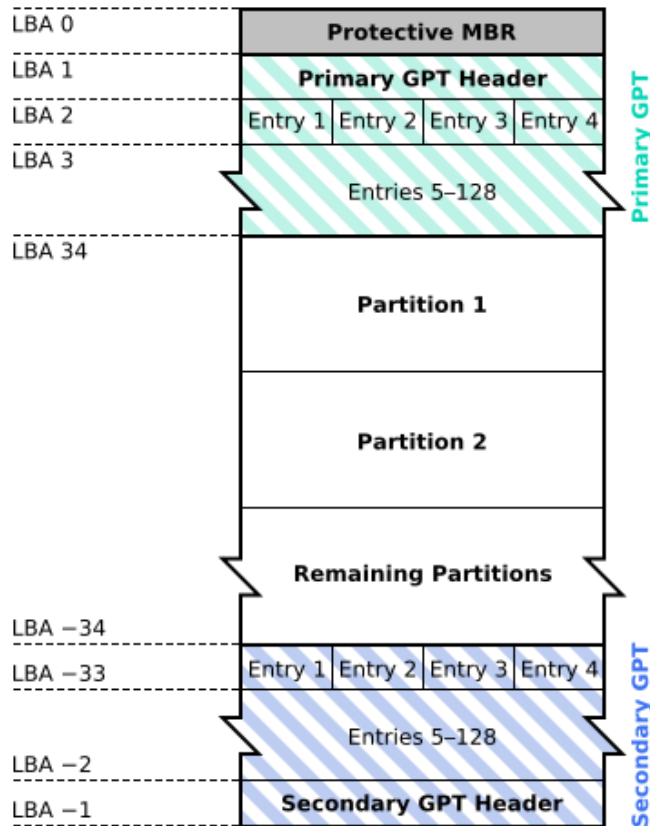 LBA 0
Protective MBR
LBA 1
Primary GPT Header
LBA 2
Entry 1 Entry 2 Entry 3 Entry 4
LBA 3
Entries 5–128
Primary GPT
LBA 34
Partition 1
Partition 2
Remaining Partitions
LBA −34
LBA −33
Entry 1 Entry 2 Entry 3 Entry 4
Entries 5–128
LBA −2
LBA −1
Secondary GPT Header
Secondary GPT